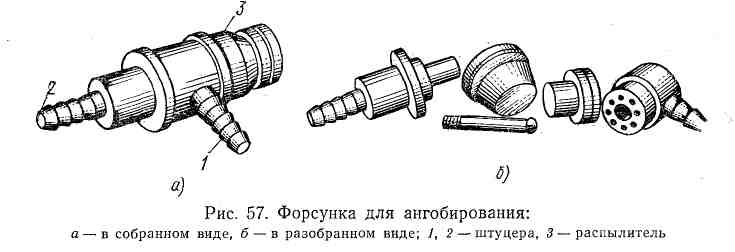 3
2
1
а)
б)
Рис. 57. Форсунка для ангобирования:
а — в собранном виде, б — в разобранном виде; 1, 2 — штуцера, 3 — распылитель